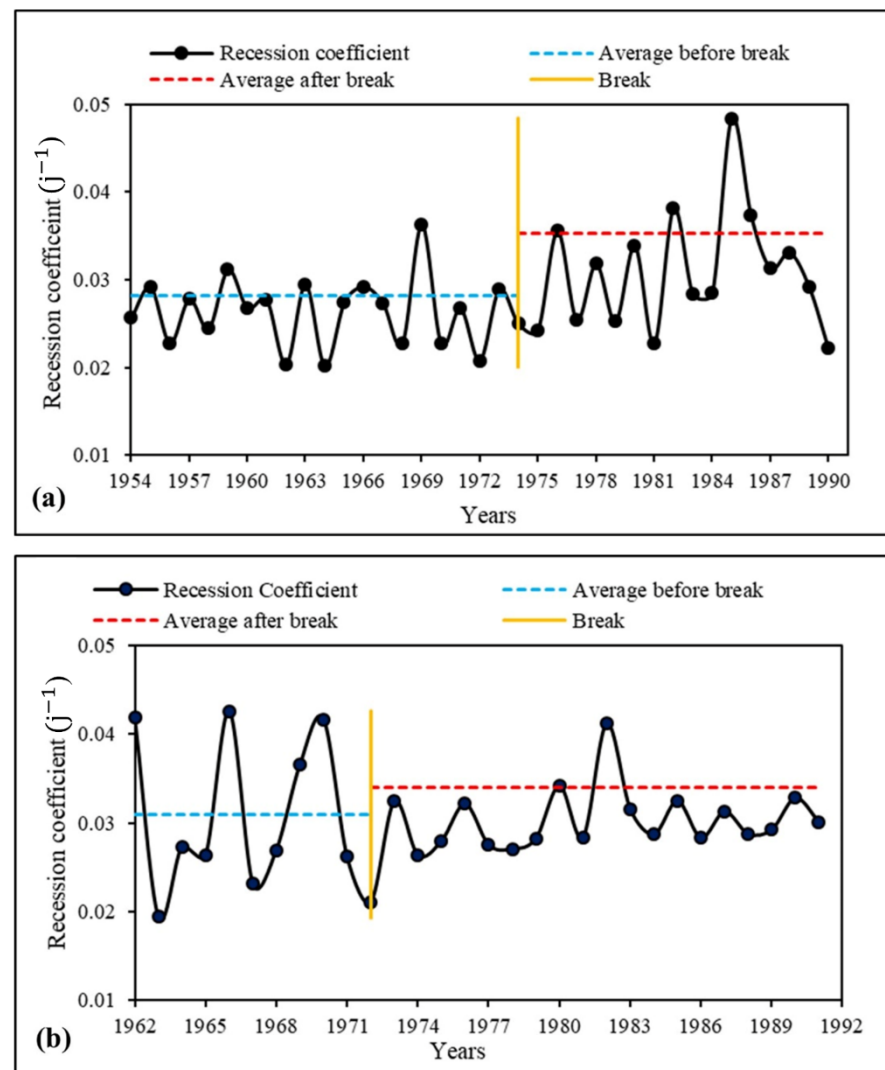 Recession coefficient Average before break
Average after break Break
Recession coefficeint (j⁻¹)
0.05
0.04
0.03
0.02
0.01
1954 1957 1960 1963 1966 1969 1972 1975 1978 1981 1984 1987 1990
(a)
Years
Recession Coefficient Average before break
Average after break Break
Recession coefficient (j⁻¹)
0.05
0.04
0.03
0.02
0.01
1962 1965 1968 1971 1974 1977 1980 1983 1986 1989 1992
(b)
Years